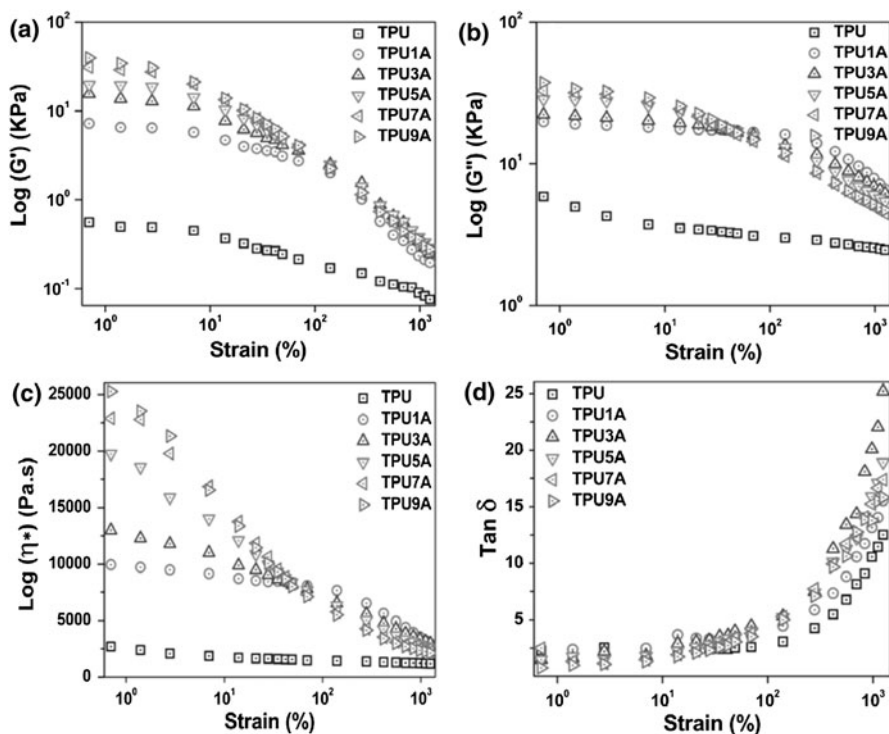 (a)
TPU
TPU1A
TPU3A
TPU5A
TPU7A
TPU9A
10²
10¹
10⁰
10⁻¹
Log (G') (KPa)
10⁰ 10¹ 10² 10³
Strain (%)
(b)
TPU
TPU1A
TPU3A
TPU5A
TPU7A
TPU9A
10²
10¹
10⁰
Log (G'') (KPa)
10⁰ 10¹ 10² 10³
Strain (%)
(c)
TPU
TPU1A
TPU3A
TPU5A
TPU7A
TPU9A
25000
20000
15000
10000
5000
0
Log (η*) (Pa.s)
10⁰ 10¹ 10² 10³
Strain (%)
(d)
TPU
TPU1A
TPU3A
TPU5A
TPU7A
TPU9A
25
20
15
10
5
Tan δ
10⁰ 10¹ 10² 10³
Strain (%)